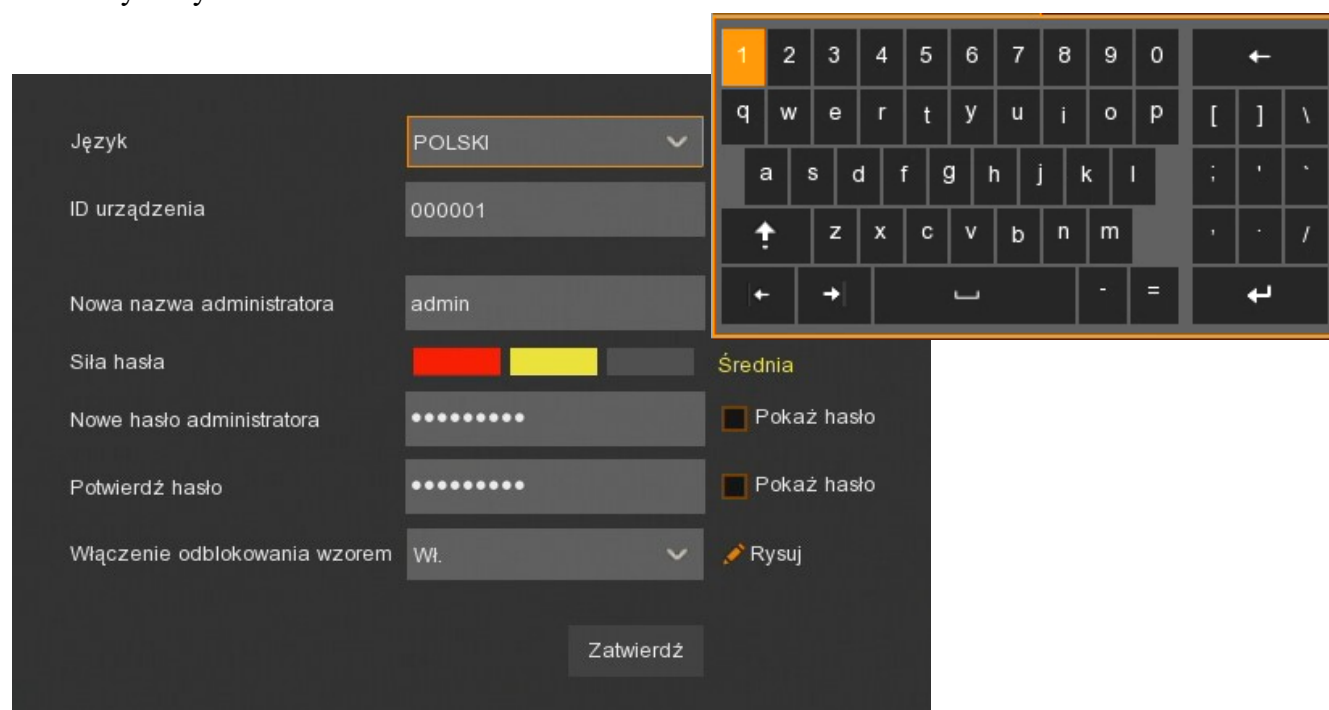 Język POLSKI
ID urządzenia 000001
Nowa nazwa administratora admin
Siła hasła Średnia
Nowe hasło administratora ••••••••• Pokaż hasło
Potwierdź hasło ••••••••• Pokaż hasło
Włączenie odblokowania wzorem Wł. Rysuj
Zatwierdź
1 2 3 4 5 6 7 8 9 0 ←
q w e r t y u i o p [ ] \
a s d f g h j k l ; ' `
z x c v b n m , . /
- =